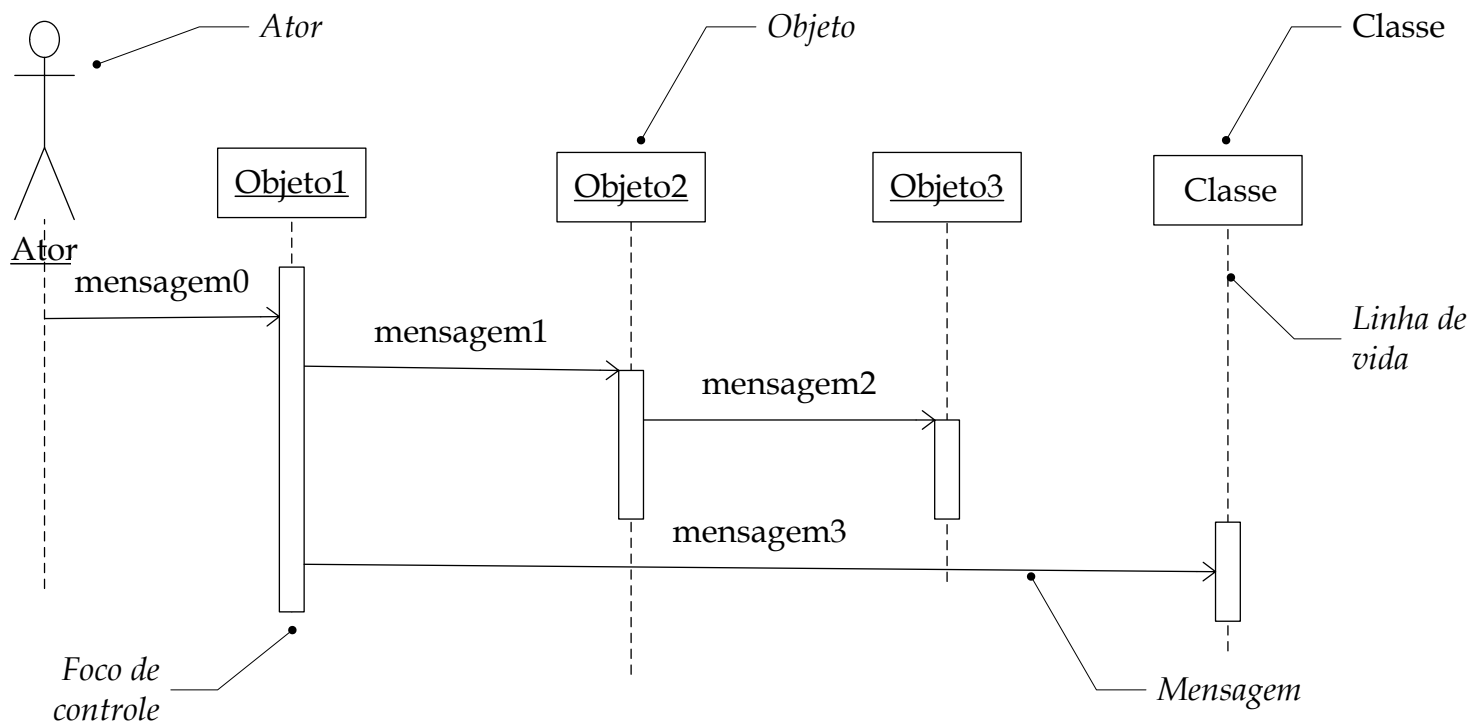 Ator
Objeto
Classe
Objeto1
Objeto2
Objeto3
Classe
Ator
mensagem0
mensagem1
mensagem2
Linha de
vida
mensagem3
Foco de
controle
Mensagem